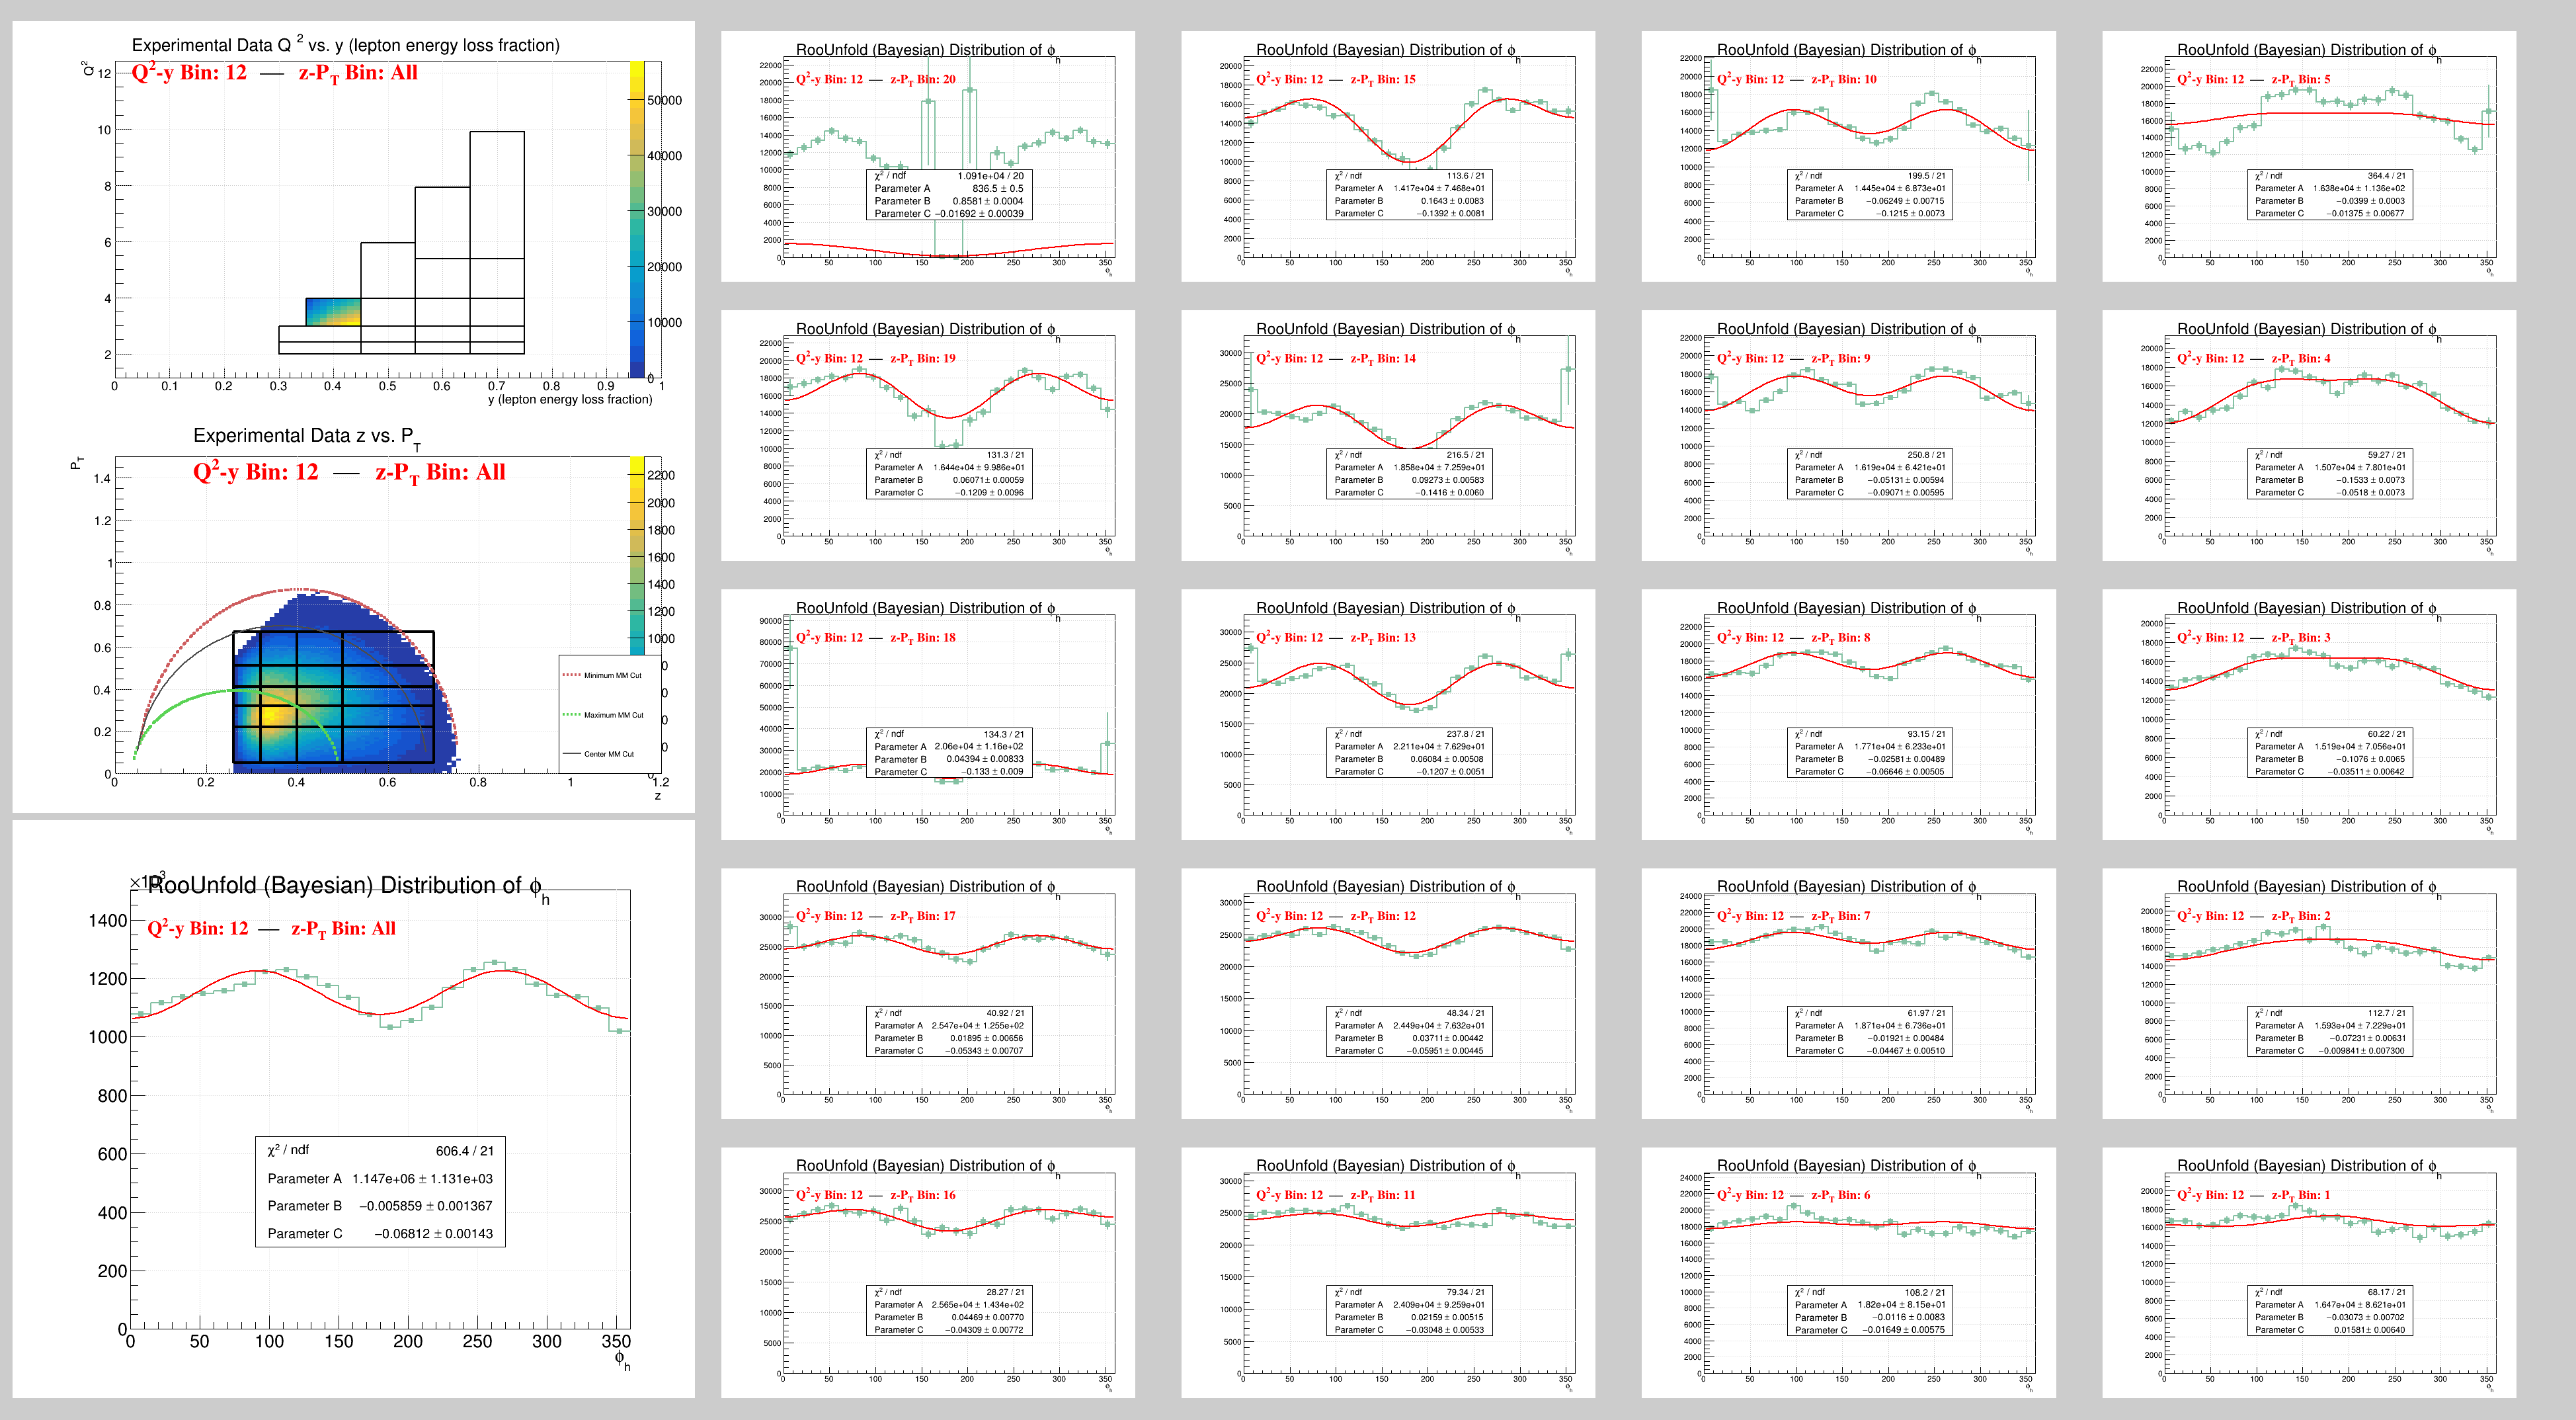 Experimental Data Q 2 vs. y (lepton energy loss fraction)
Q2-y Bin: 12 — z-PT Bin: All
y (lepton energy loss fraction)
Experimental Data z vs. PT
Q2-y Bin: 12 — z-PT Bin: All
Minimum MM Cut
Maximum MM Cut
Center MM Cut
RooUnfold (Bayesian) Distribution of ϕh
Q2-y Bin: 12 — z-PT Bin: All
χ2 / ndf 606.4 / 21
Parameter A 1.147e+06 ± 1.131e+03
Parameter B −0.005859 ± 0.001367
Parameter C −0.06812 ± 0.00143
RooUnfold (Bayesian) Distribution of ϕh
Q2-y Bin: 12 — z-PT Bin: 20
χ2 / ndf 1.091e+04 / 20
Parameter A 836.5 ± 0.5
Parameter B 0.8581 ± 0.0004
Parameter C −0.01692 ± 0.00039
RooUnfold (Bayesian) Distribution of ϕh
Q2-y Bin: 12 — z-PT Bin: 15
χ2 / ndf 113.6 / 21
Parameter A 1.417e+04 ± 7.468e+01
Parameter B 0.1643 ± 0.0083
Parameter C −0.1392 ± 0.0081
RooUnfold (Bayesian) Distribution of ϕh
Q2-y Bin: 12 — z-PT Bin: 10
χ2 / ndf 199.5 / 21
Parameter A 1.445e+04 ± 6.873e+01
Parameter B −0.06249 ± 0.00715
Parameter C −0.1215 ± 0.0073
RooUnfold (Bayesian) Distribution of ϕh
Q2-y Bin: 12 — z-PT Bin: 5
χ2 / ndf 364.4 / 21
Parameter A 1.638e+04 ± 1.136e+02
Parameter B −0.0399 ± 0.0003
Parameter C −0.01375 ± 0.00677
RooUnfold (Bayesian) Distribution of ϕh
Q2-y Bin: 12 — z-PT Bin: 19
χ2 / ndf 131.3 / 21
Parameter A 1.644e+04 ± 9.986e+01
Parameter B 0.06071 ± 0.00059
Parameter C −0.1209 ± 0.0096
RooUnfold (Bayesian) Distribution of ϕh
Q2-y Bin: 12 — z-PT Bin: 14
χ2 / ndf 216.5 / 21
Parameter A 1.858e+04 ± 7.259e+01
Parameter B 0.09273 ± 0.00583
Parameter C −0.1416 ± 0.0060
RooUnfold (Bayesian) Distribution of ϕh
Q2-y Bin: 12 — z-PT Bin: 9
χ2 / ndf 250.8 / 21
Parameter A 1.619e+04 ± 6.421e+01
Parameter B −0.05131 ± 0.00594
Parameter C −0.09071 ± 0.00595
RooUnfold (Bayesian) Distribution of ϕh
Q2-y Bin: 12 — z-PT Bin: 4
χ2 / ndf 59.27 / 21
Parameter A 1.507e+04 ± 7.801e+01
Parameter B −0.1533 ± 0.0073
Parameter C −0.0518 ± 0.0073
RooUnfold (Bayesian) Distribution of ϕh
Q2-y Bin: 12 — z-PT Bin: 18
χ2 / ndf 134.3 / 21
Parameter A 2.06e+04 ± 1.16e+02
Parameter B 0.04394 ± 0.00833
Parameter C −0.133 ± 0.009
RooUnfold (Bayesian) Distribution of ϕh
Q2-y Bin: 12 — z-PT Bin: 13
χ2 / ndf 237.8 / 21
Parameter A 2.211e+04 ± 7.629e+01
Parameter B 0.06084 ± 0.00508
Parameter C −0.1207 ± 0.0051
RooUnfold (Bayesian) Distribution of ϕh
Q2-y Bin: 12 — z-PT Bin: 8
χ2 / ndf 93.15 / 21
Parameter A 1.771e+04 ± 6.233e+01
Parameter B −0.02581 ± 0.00489
Parameter C −0.06646 ± 0.00505
RooUnfold (Bayesian) Distribution of ϕh
Q2-y Bin: 12 — z-PT Bin: 3
χ2 / ndf 60.22 / 21
Parameter A 1.519e+04 ± 7.056e+01
Parameter B −0.1076 ± 0.0065
Parameter C −0.03511 ± 0.00642
RooUnfold (Bayesian) Distribution of ϕh
Q2-y Bin: 12 — z-PT Bin: 17
χ2 / ndf 40.92 / 21
Parameter A 2.547e+04 ± 1.255e+02
Parameter B 0.01895 ± 0.00656
Parameter C −0.05343 ± 0.00707
RooUnfold (Bayesian) Distribution of ϕh
Q2-y Bin: 12 — z-PT Bin: 12
χ2 / ndf 48.34 / 21
Parameter A 2.449e+04 ± 7.632e+01
Parameter B 0.03711 ± 0.00442
Parameter C −0.05951 ± 0.00445
RooUnfold (Bayesian) Distribution of ϕh
Q2-y Bin: 12 — z-PT Bin: 7
χ2 / ndf 61.97 / 21
Parameter A 1.871e+04 ± 6.736e+01
Parameter B −0.01921 ± 0.00484
Parameter C −0.04467 ± 0.00510
RooUnfold (Bayesian) Distribution of ϕh
Q2-y Bin: 12 — z-PT Bin: 2
χ2 / ndf 112.7 / 21
Parameter A 1.593e+04 ± 7.229e+01
Parameter B −0.07231 ± 0.00631
Parameter C −0.009841 ± 0.007300
RooUnfold (Bayesian) Distribution of ϕh
Q2-y Bin: 12 — z-PT Bin: 16
χ2 / ndf 28.27 / 21
Parameter A 2.565e+04 ± 1.434e+02
Parameter B 0.04469 ± 0.00770
Parameter C −0.04309 ± 0.00772
RooUnfold (Bayesian) Distribution of ϕh
Q2-y Bin: 12 — z-PT Bin: 11
χ2 / ndf 79.34 / 21
Parameter A 2.409e+04 ± 9.259e+01
Parameter B 0.02159 ± 0.00515
Parameter C −0.03048 ± 0.00533
RooUnfold (Bayesian) Distribution of ϕh
Q2-y Bin: 12 — z-PT Bin: 6
χ2 / ndf 108.2 / 21
Parameter A 1.82e+04 ± 8.15e+01
Parameter B −0.0116 ± 0.0083
Parameter C −0.01649 ± 0.00575
RooUnfold (Bayesian) Distribution of ϕh
Q2-y Bin: 12 — z-PT Bin: 1
χ2 / ndf 68.17 / 21
Parameter A 1.647e+04 ± 8.621e+01
Parameter B −0.03073 ± 0.00702
Parameter C 0.01581 ± 0.00640